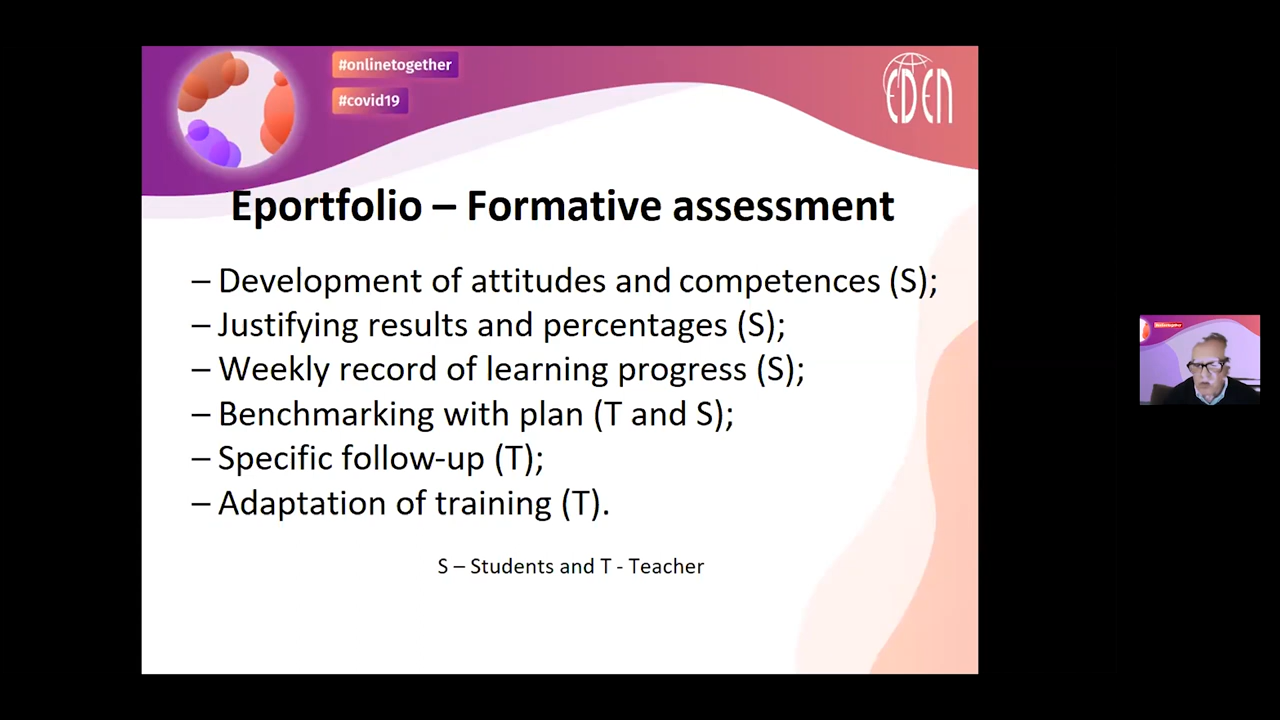 #onlinetogether
#covid19
EDEN
Eportfolio – Formative assessment
– Development of attitudes and competences (S);
– Justifying results and percentages (S);
– Weekly record of learning progress (S);
– Benchmarking with plan (T and S);
– Specific follow-up (T);
– Adaptation of training (T).
S – Students and T - Teacher